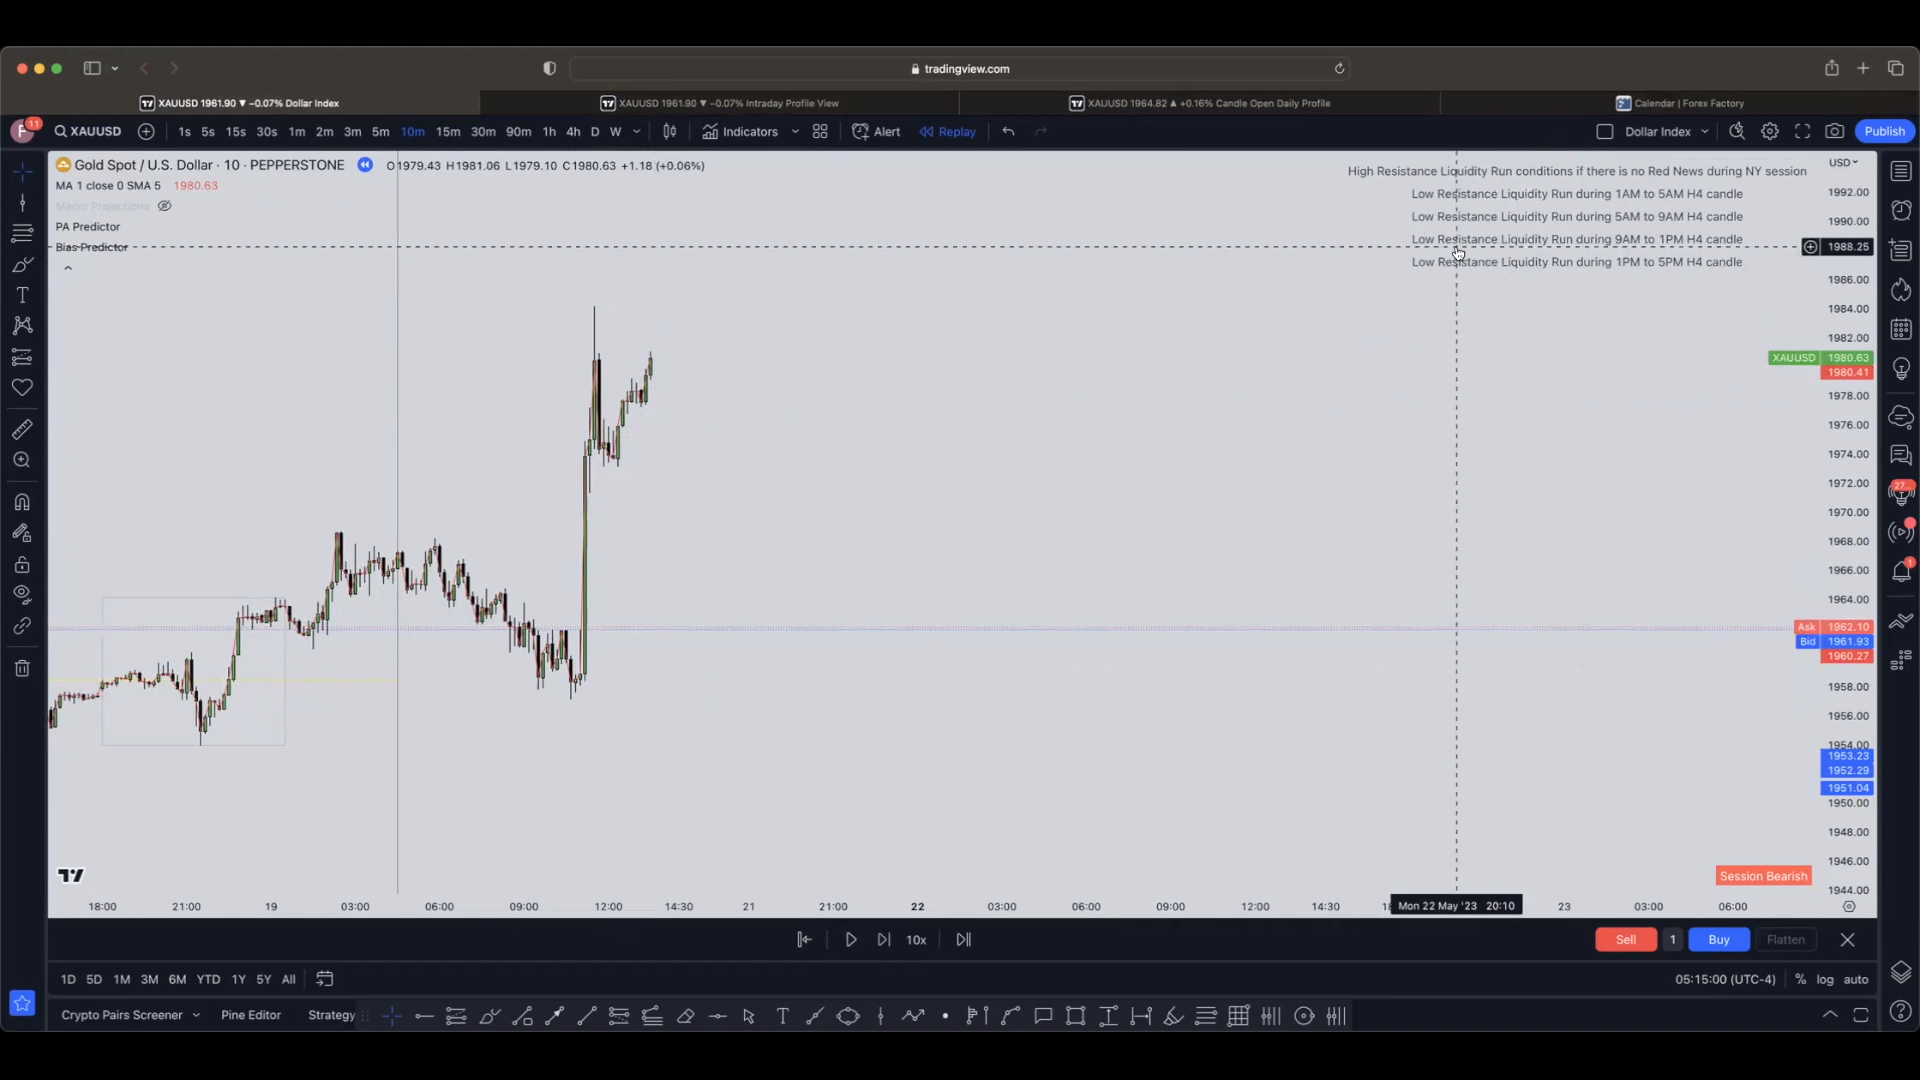 tradingview.com
XAUUSD 1961.90 ▼ −0.07% Dollar Index
XAUUSD 1961.90 ▼ −0.07% Intraday Profile View
XAUUSD 1964.82 ▲ +0.16% Candle Open Daily Profile
Calendar | Forex Factory
11
XAUUSD
1s 5s 15s 30s 1m 2m 3m 5m 10m 15m 30m 90m 1h 4h D W
Indicators
Alert
Replay
Dollar Index
Publish
Gold Spot / U.S. Dollar · 10 · PEPPERSTONE
O1979.43 H1981.06 L1979.10 C1980.63 +1.18 (+0.06%)
MA 1 close 0 SMA 5 1980.63
Macro Projections
PA Predictor
Bias Predictor
High Resistance Liquidity Run conditions if there is no Red News during NY session
Low Resistance Liquidity Run during 1AM to 5AM H4 candle
Low Resistance Liquidity Run during 5AM to 9AM H4 candle
Low Resistance Liquidity Run during 9AM to 1PM H4 candle
Low Resistance Liquidity Run during 1PM to 5PM H4 candle
USD
1992.00
1990.00
1988.25
1986.00
1984.00
1982.00
XAUUSD 1980.63
1980.41
1978.00
1976.00
1974.00
1972.00
1970.00
1968.00
1966.00
1964.00
Ask 1962.10
Bid 1961.93
1960.27
1958.00
1956.00
1954.00
1953.23
1952.29
1951.04
1950.00
1948.00
1946.00
1944.00
27...
1
Session Bearish
18:00 21:00 19 03:00 06:00 09:00 12:00 14:30 21 21:00 22 03:00 06:00 09:00 12:00 14:30 Mon 22 May '23 20:10 23 03:00 06:00
10x
Sell 1 Buy Flatten
1D 5D 1M 3M 6M YTD 1Y 5Y All
05:15:00 (UTC-4) % log auto
Crypto Pairs Screener
Pine Editor
Strategy